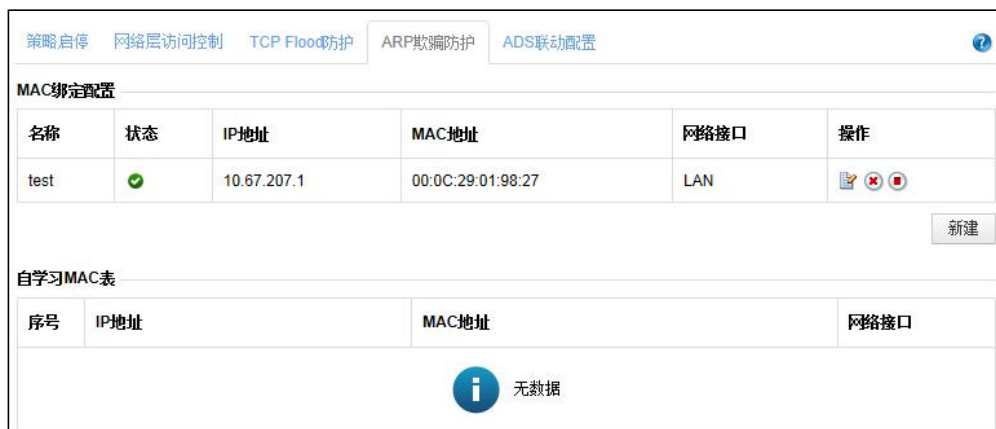 策略启停 网络层访问控制 TCP Flood防护 ARP欺骗防护 ADS联动配置
MAC绑定配置
名称 状态 IP地址 MAC地址 网络接口 操作
test 10.67.207.1 00:0C:29:01:98:27 LAN
新建
自学习MAC表
序号 IP地址 MAC地址 网络接口
无数据